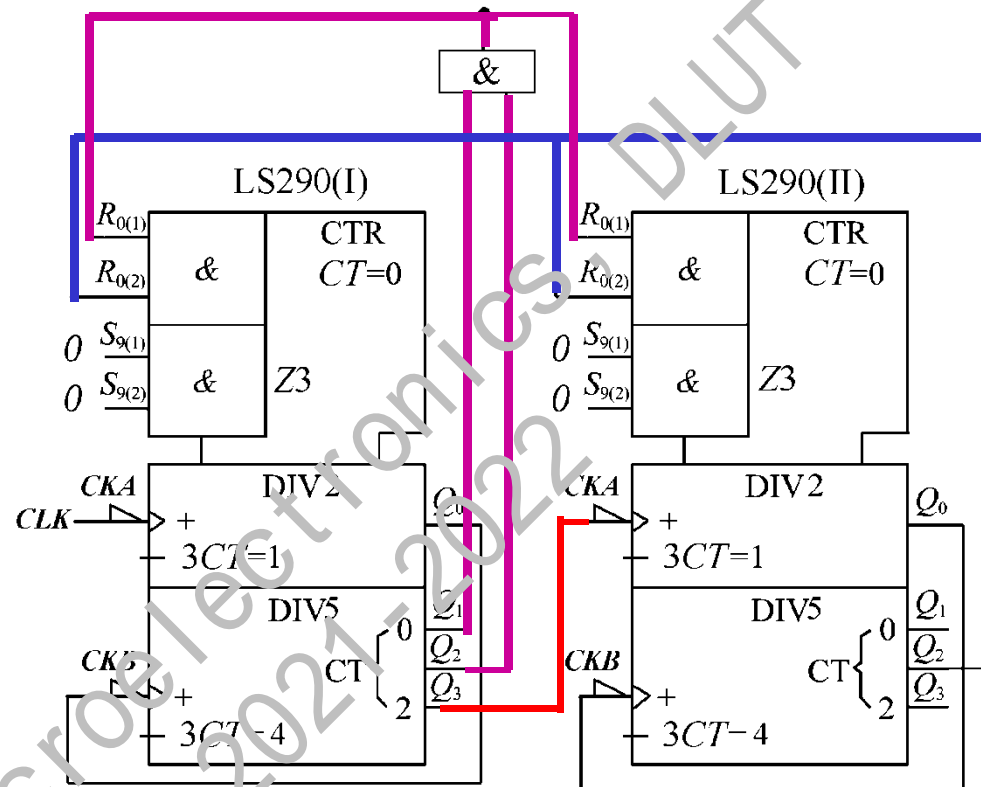 &
LS290(I)
LS290(II)
R0(1)
&
CTR
CT=0
R0(2)
0 S9(1)
0 S9(2)
&
Z3
R0(1)
&
CTR
CT=0
R0(2)
0 S9(1)
0 S9(2)
&
Z3
CKA
CLK
+
DIV2
Q0
3CT=1
DIV5
0
Q1
CT
Q2
2
Q3
CKB
+
3CT=4
CKA
+
DIV2
Q0
3CT=1
DIV5
0
Q1
CT
Q2
2
Q3
CKB
+
3CT=4
croelectronics, DLUT
2021-2022